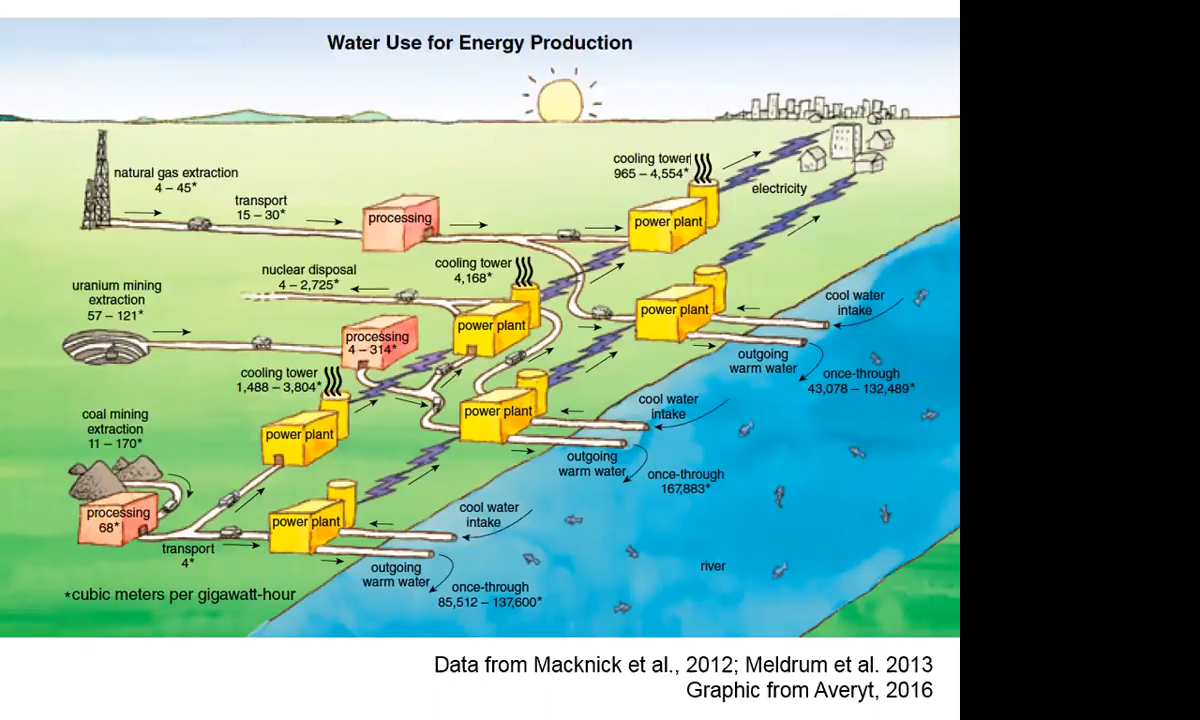 Water Use for Energy Production
natural gas extraction
4 – 45*
transport
15 – 30*
processing
cooling tower
965 – 4,554*
power plant
electricity
nuclear disposal
4 – 2,725*
cooling tower
4,168*
power plant
uranium mining
extraction
57 – 121*
processing
4 – 314*
power plant
cool water
intake
outgoing
warm water
once-through
43,078 – 132,489*
cooling tower
1,488 – 3,804*
power plant
power plant
cool water
intake
outgoing
warm water
once-through
167,883*
coal mining
extraction
11 – 170*
processing
68*
transport
4*
power plant
cool water
intake
outgoing
warm water
once-through
85,512 – 137,600*
river
*cubic meters per gigawatt-hour
Data from Macknick et al., 2012; Meldrum et al. 2013
Graphic from Averyt, 2016